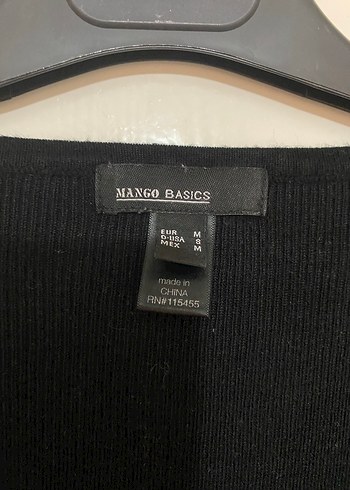 MANGO BASICS
EUR M
G-USA S
MEX M
made in
CHINA
RN#115455